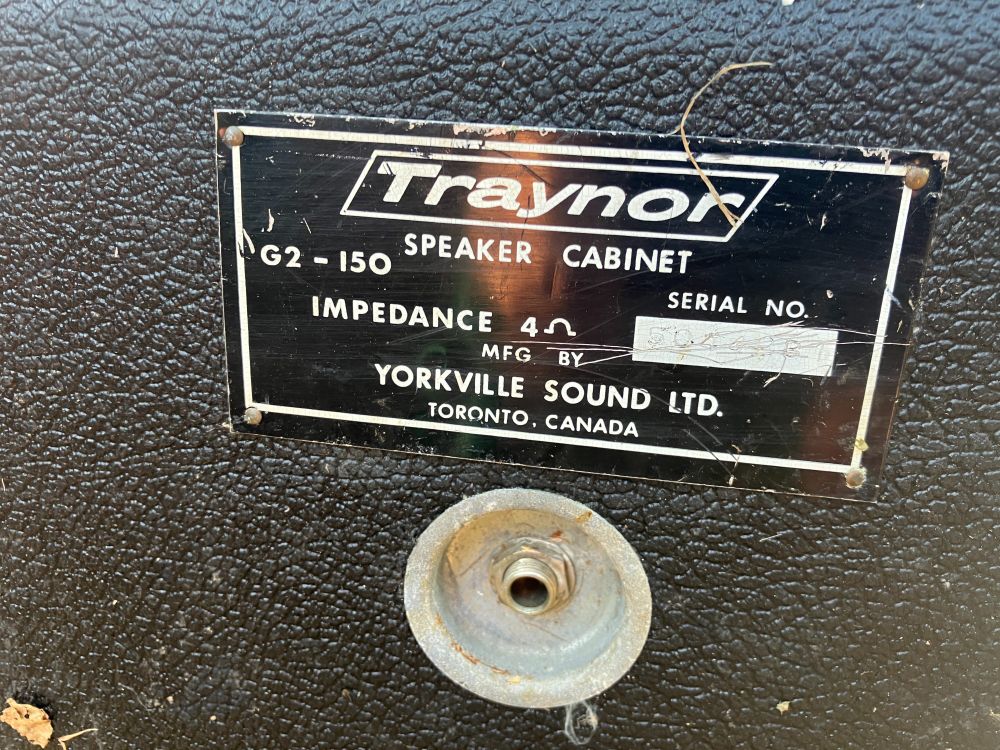 Traynor
SPEAKER CABINET
G2 - 150
IMPEDANCE 4Ω
SERIAL NO.
MFG BY
YORKVILLE SOUND LTD.
TORONTO, CANADA